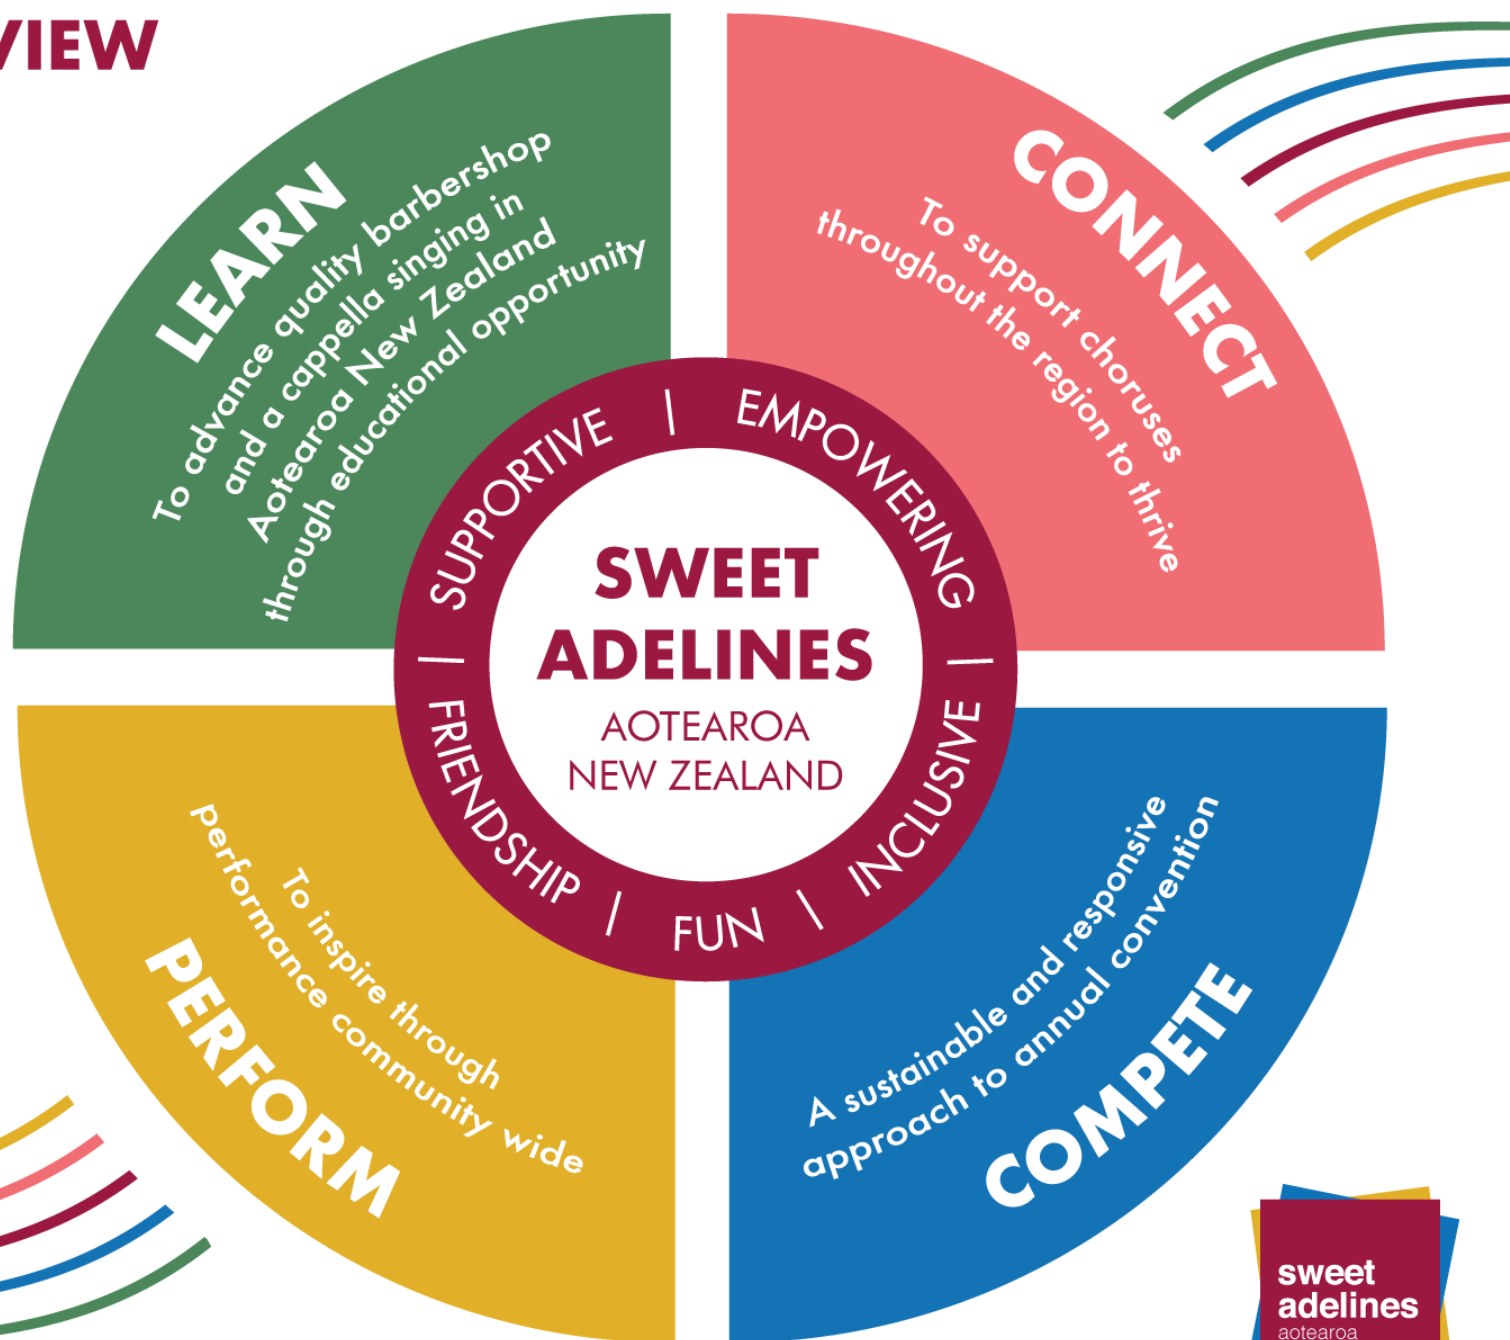 VIEW
LEARN
To advance quality barbershop
and a cappella singing in
Aotearoa New Zealand
through educational opportunity
CONNECT
To support choruses
throughout the region to thrive
SUPPORTIVE | EMPOWERING | INCLUSIVE | FUN | FRIENDSHIP |
SWEET
ADELINES
AOTEAROA
NEW ZEALAND
To inspire through
performance community wide
PERFORM
A sustainable and responsive
approach to annual convention
COMPETE
sweet
adelines
aotearoa